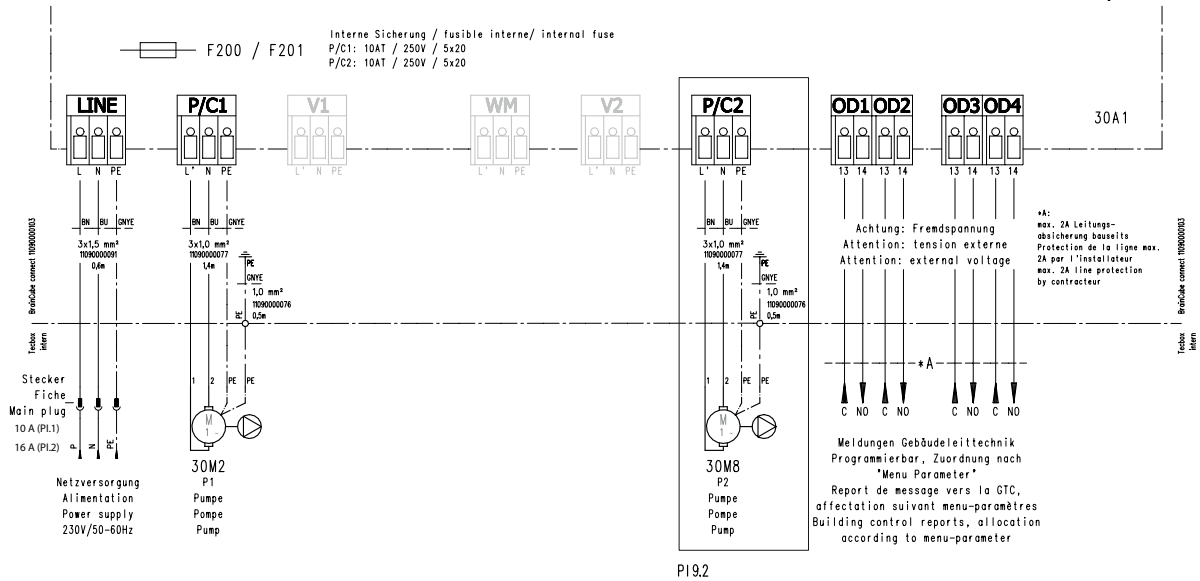 F200 / F201
Interne Sicherung / fusible interne/ internal fuse
P/C1: 10AT / 250V / 5x20
P/C2: 10AT / 250V / 5x20
LINE
P/C1
V1
WM
V2
P/C2
OD1 OD2
OD3 OD4
30A1
L N PE
L' N PE
L' N PE
L N PE
L' N PE
L' N PE
13 14 13 14
13 14 13 14
BN BU GNYE
3x1,5 mm²
11090000091
0,6m
BN BU GNYE
3x1,0 mm²
11090000077
1,4m
PE
GNYE
1,0 mm²
11090000076
0,5m
PE
BN BU GNYE
3x1,0 mm²
11090000077
1,4m
PE
GNYE
1,0 mm²
11090000076
0,5m
PE
Achtung: Fremdspannung
Attention: tension externe
Attention: external voltage
*A:
max. 2A Leitungs-
absicherung bauseits
Protection de la ligne max.
2A par l'installateur
max. 2A line protection
by contracteur
BrainCube connect 11090000103
Tecbox
intern
BrainCube connect 11090000103
Tecbox
intern
Stecker
Fiche
Main plug
10 A (PI.1)
16 A (PI.2)
P N PE
Netzversorgung
Alimentation
Power supply
230V/50-60Hz
1 2 PE PE
M
1~
30M2
P1
Pumpe
Pompe
Pump
1 2 PE PE
M
1~
30M8
P2
Pumpe
Pompe
Pump
PI9.2
*A
C NO C NO
C NO C NO
Meldungen Gebäudeleittechnik
Programmierbar, Zuordnung nach
"Menu Parameter"
Report de message vers la GTC,
affectation suivant menu-paramètres
Building control reports, allocation
according to menu-parameter